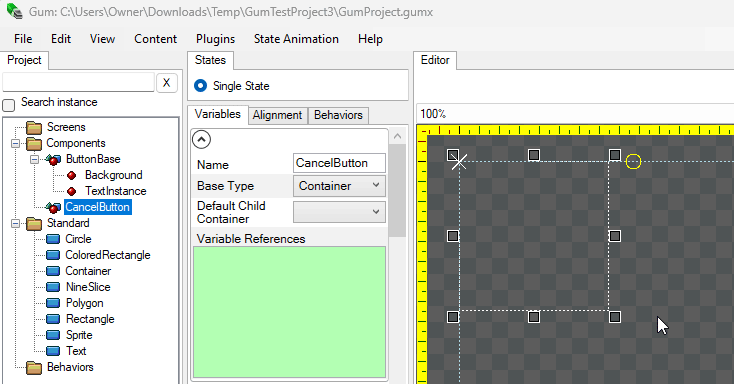 Gum: C:\Users\Owner\Downloads\Temp\GumTestProject3\GumProject.gumx
File Edit View Content Plugins State Animation Help
Project
X
Search instance
Screens
Components
ButtonBase
Background
TextInstance
CancelButton
Standard
Circle
ColoredRectangle
Container
NineSlice
Polygon
Rectangle
Sprite
Text
Behaviors
States
Single State
Variables Alignment Behaviors
Name CancelButton
Base Type Container
Default Child
Container
Variable References
Editor
100%